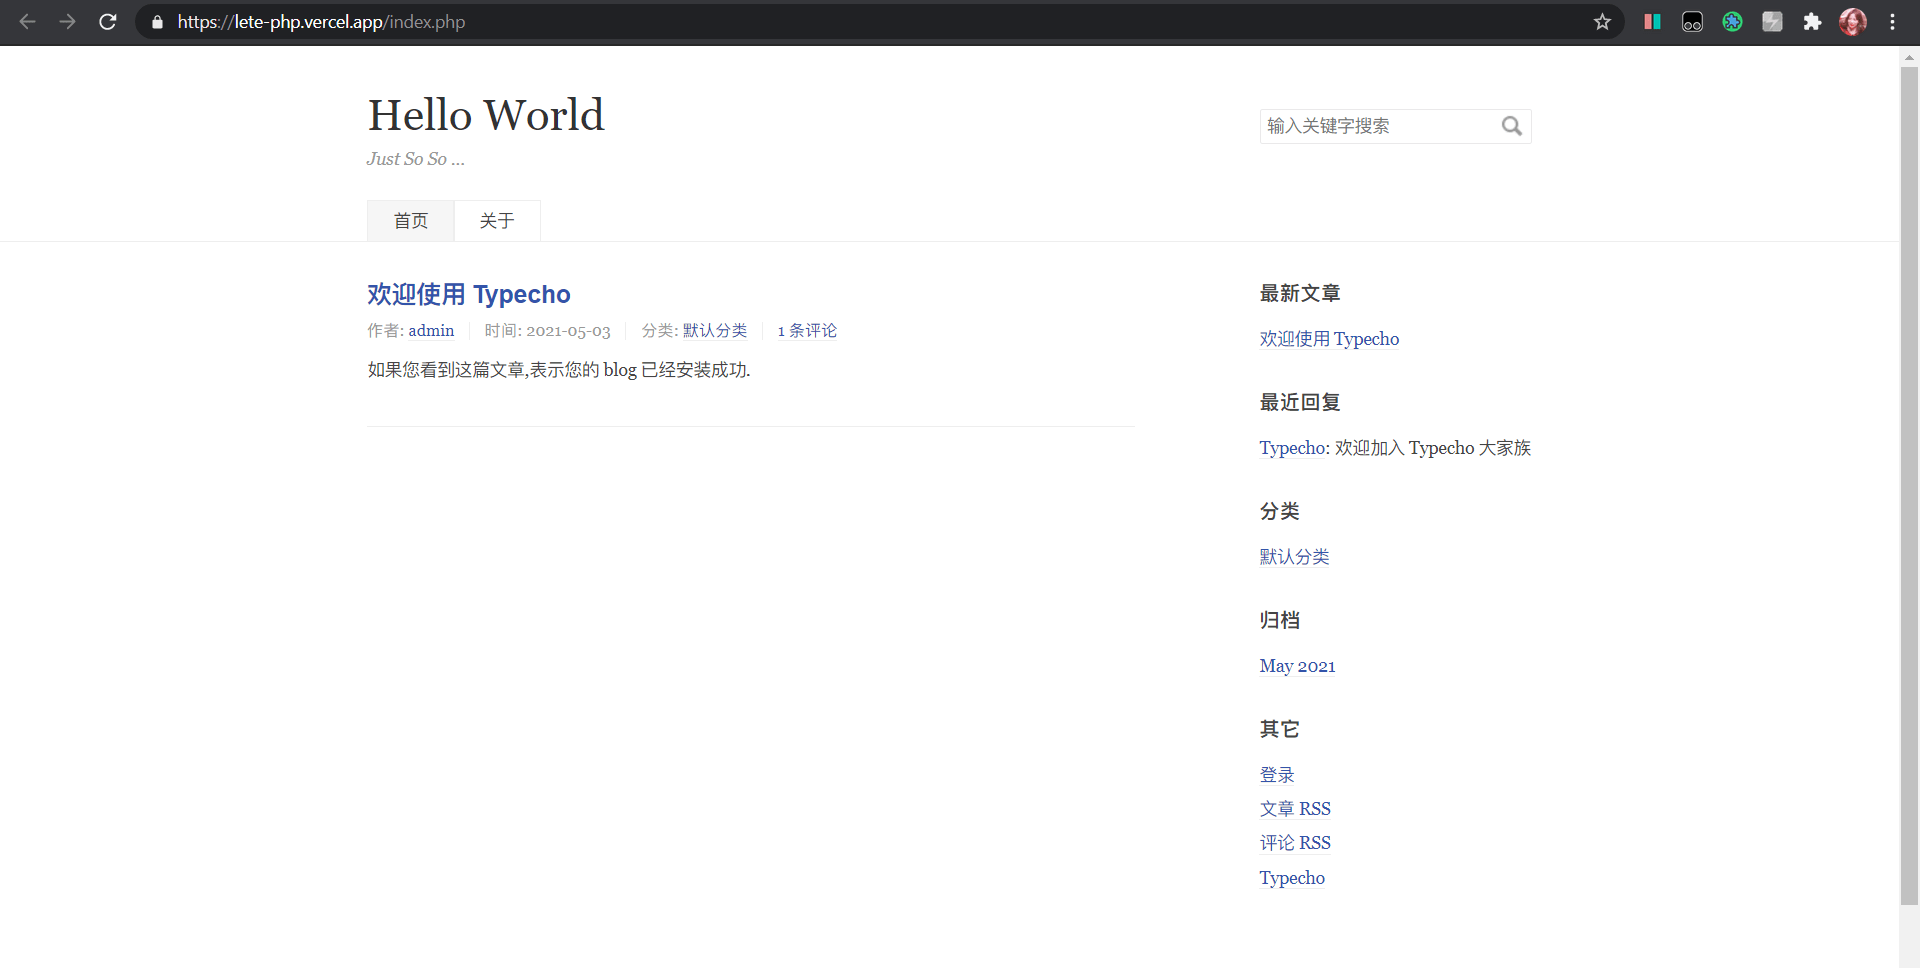 https://lete-php.vercel.app/index.php
Hello World
输入关键字搜索
Just So So ...
首页 关于
欢迎使用 Typecho
作者: admin 时间: 2021-05-03 分类: 默认分类 1 条评论
如果您看到这篇文章,表示您的 blog 已经安装成功.
最新文章
欢迎使用 Typecho
最近回复
Typecho: 欢迎加入 Typecho 大家族
分类
默认分类
归档
May 2021
其它
登录
文章 RSS
评论 RSS
Typecho